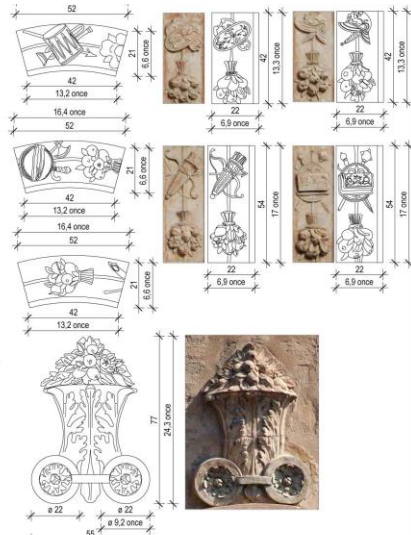 52
21
6,6 once
42
13,2 once
16,4 once
52
21
6,6 once
42
13,2 once
16,4 once
52
21
6,6 once
42
13,2 once
42
13,3 once
22
6,9 once
42
13,3 once
22
6,9 once
54
17 once
22
6,9 once
54
17 once
22
6,9 once
77
24,3 once
ø 22
ø 22
ø 9,2 once
55